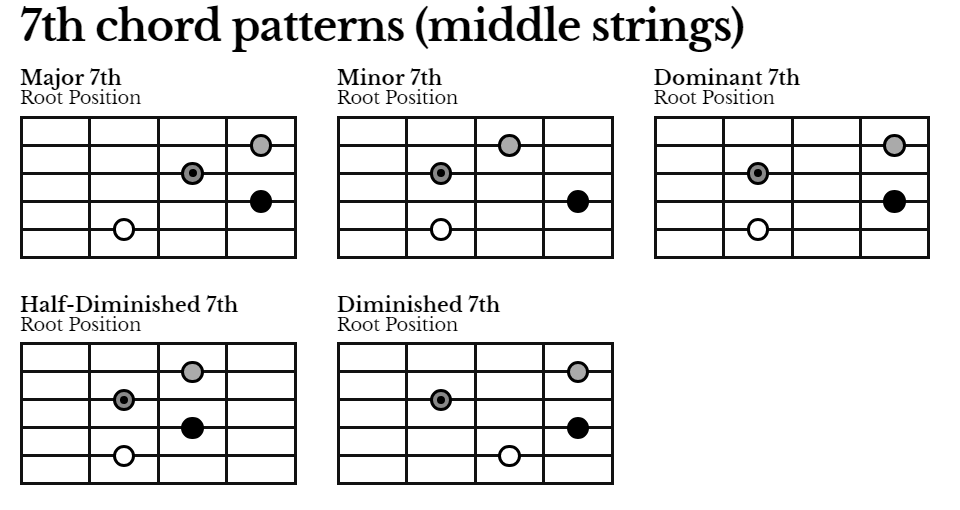 7th chord patterns (middle strings)
Major 7th
Root Position
Minor 7th
Root Position
Dominant 7th
Root Position
Half-Diminished 7th
Root Position
Diminished 7th
Root Position